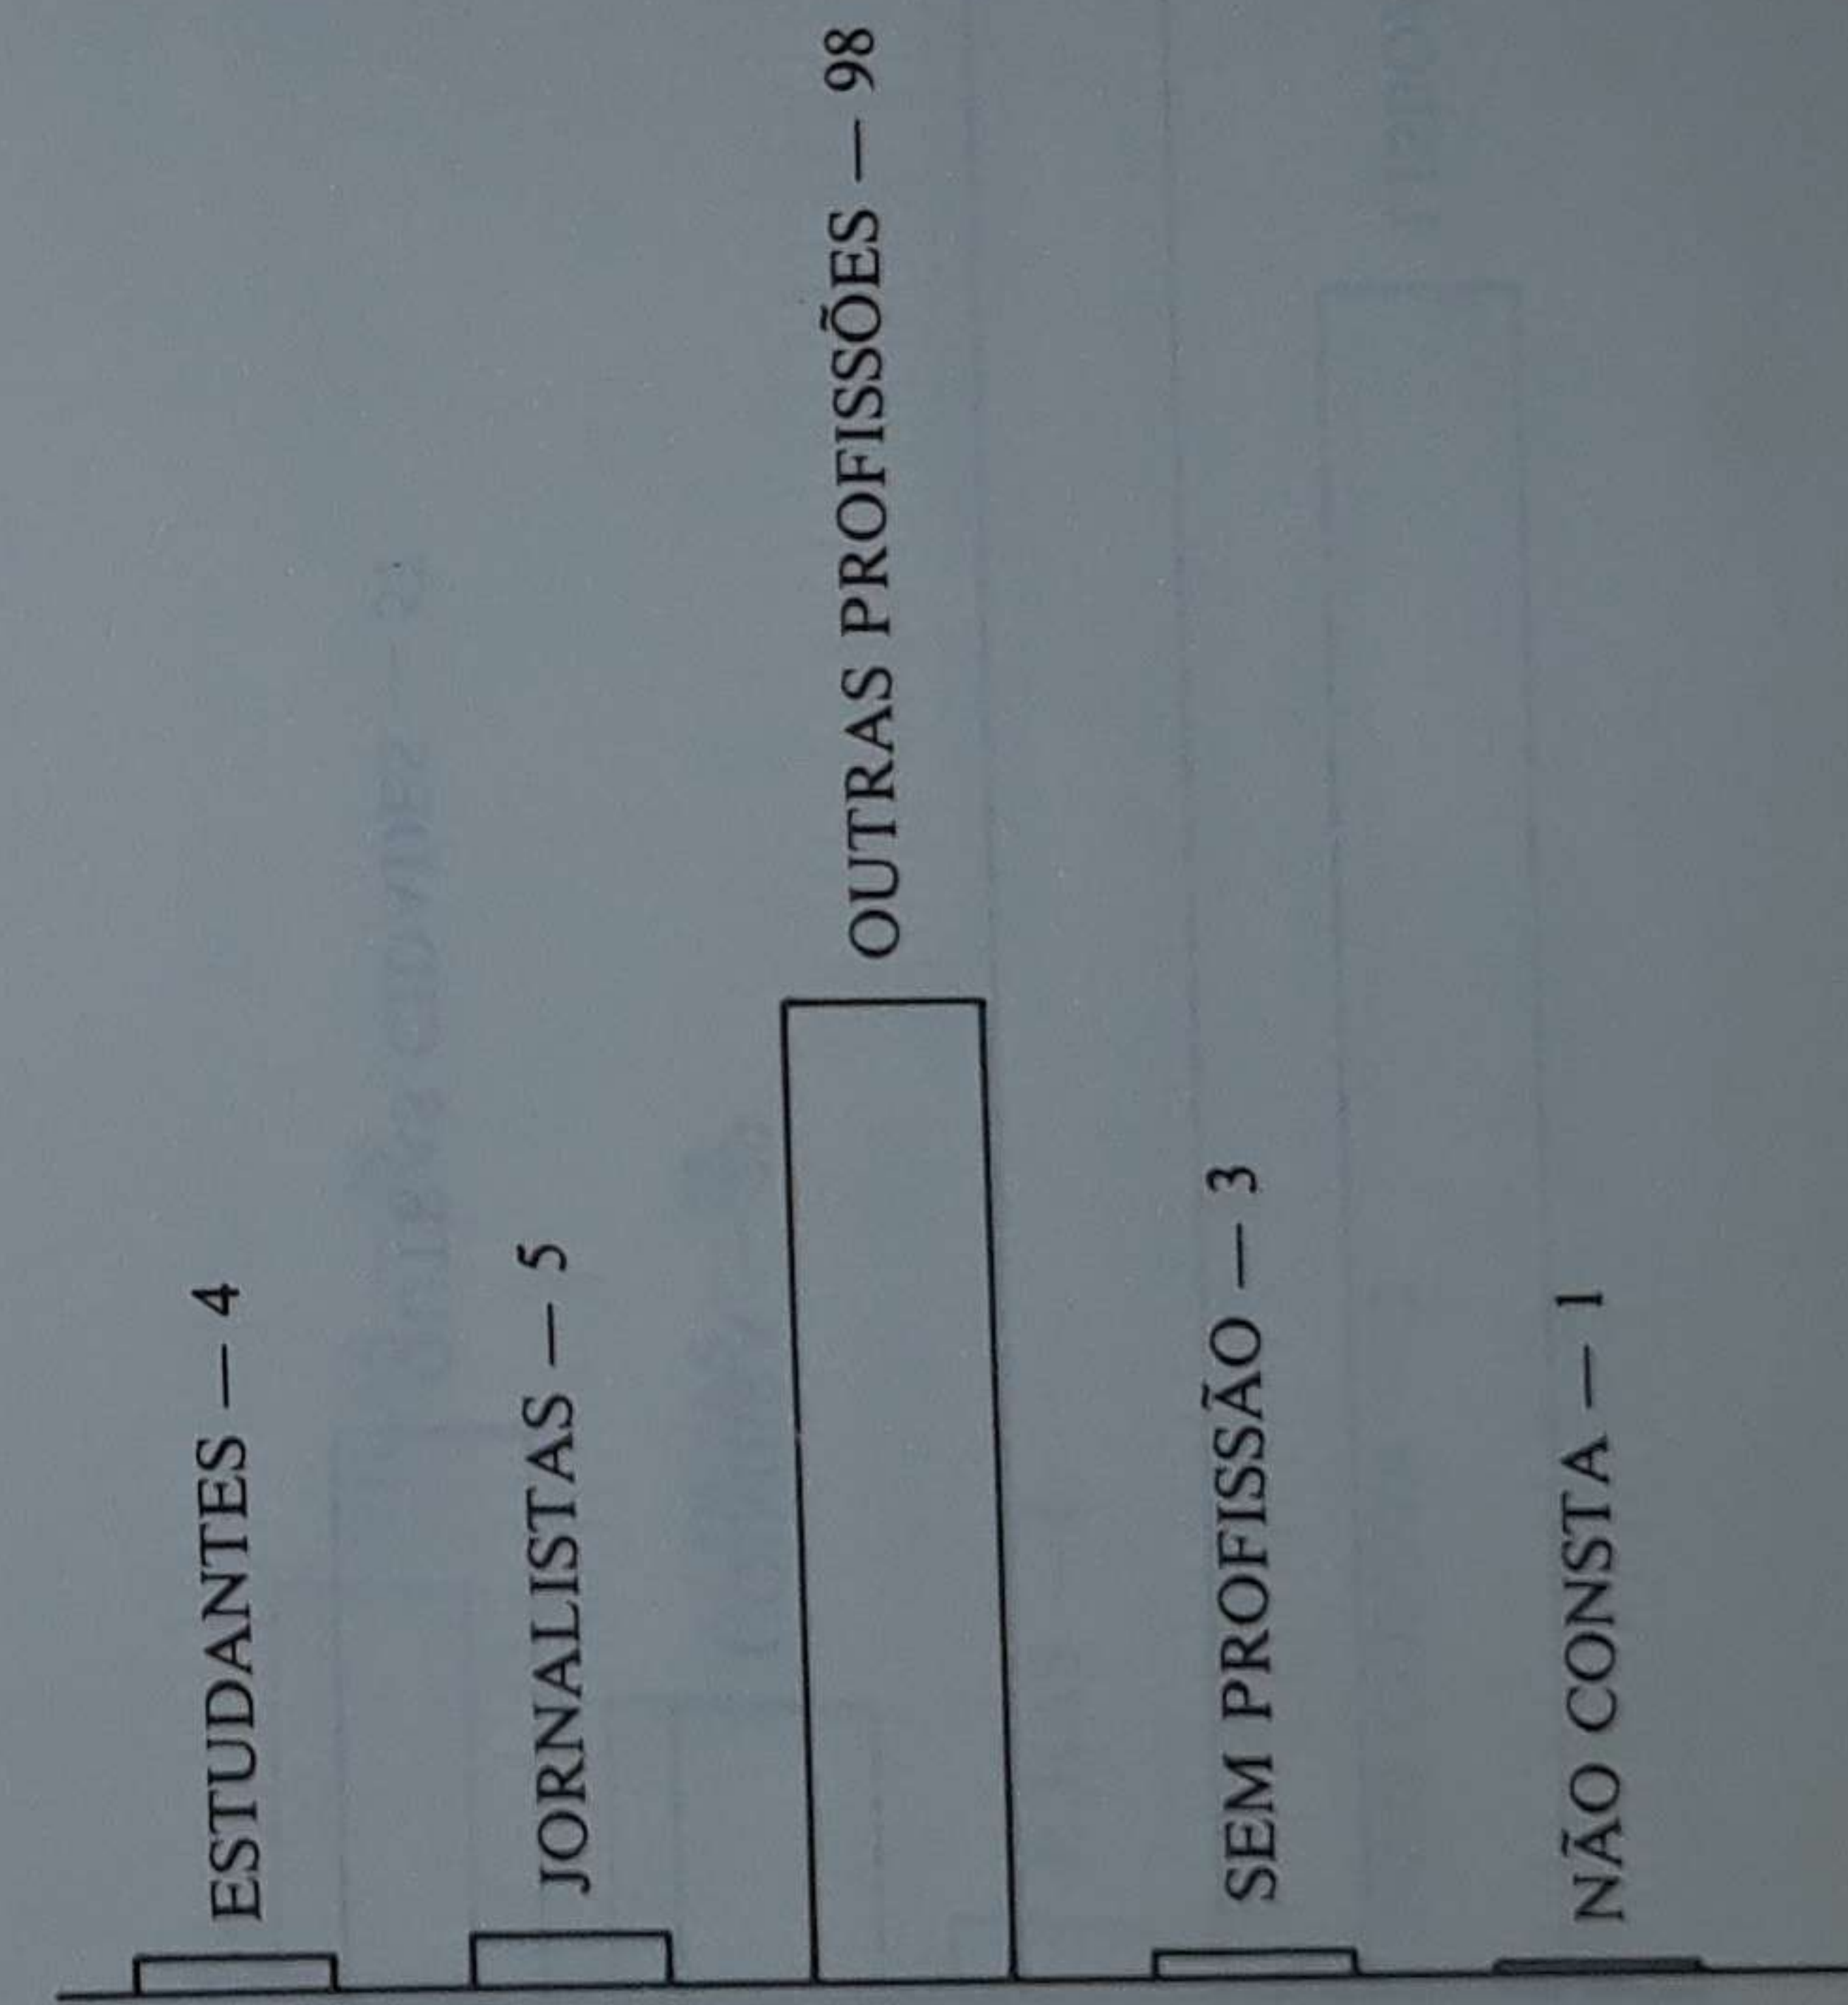 ESTUDANTES — 4
JORNALISTAS — 5
OUTRAS PROFISSÕES — 98
SEM PROFISSÃO — 3
NÃO CONSTA — 1